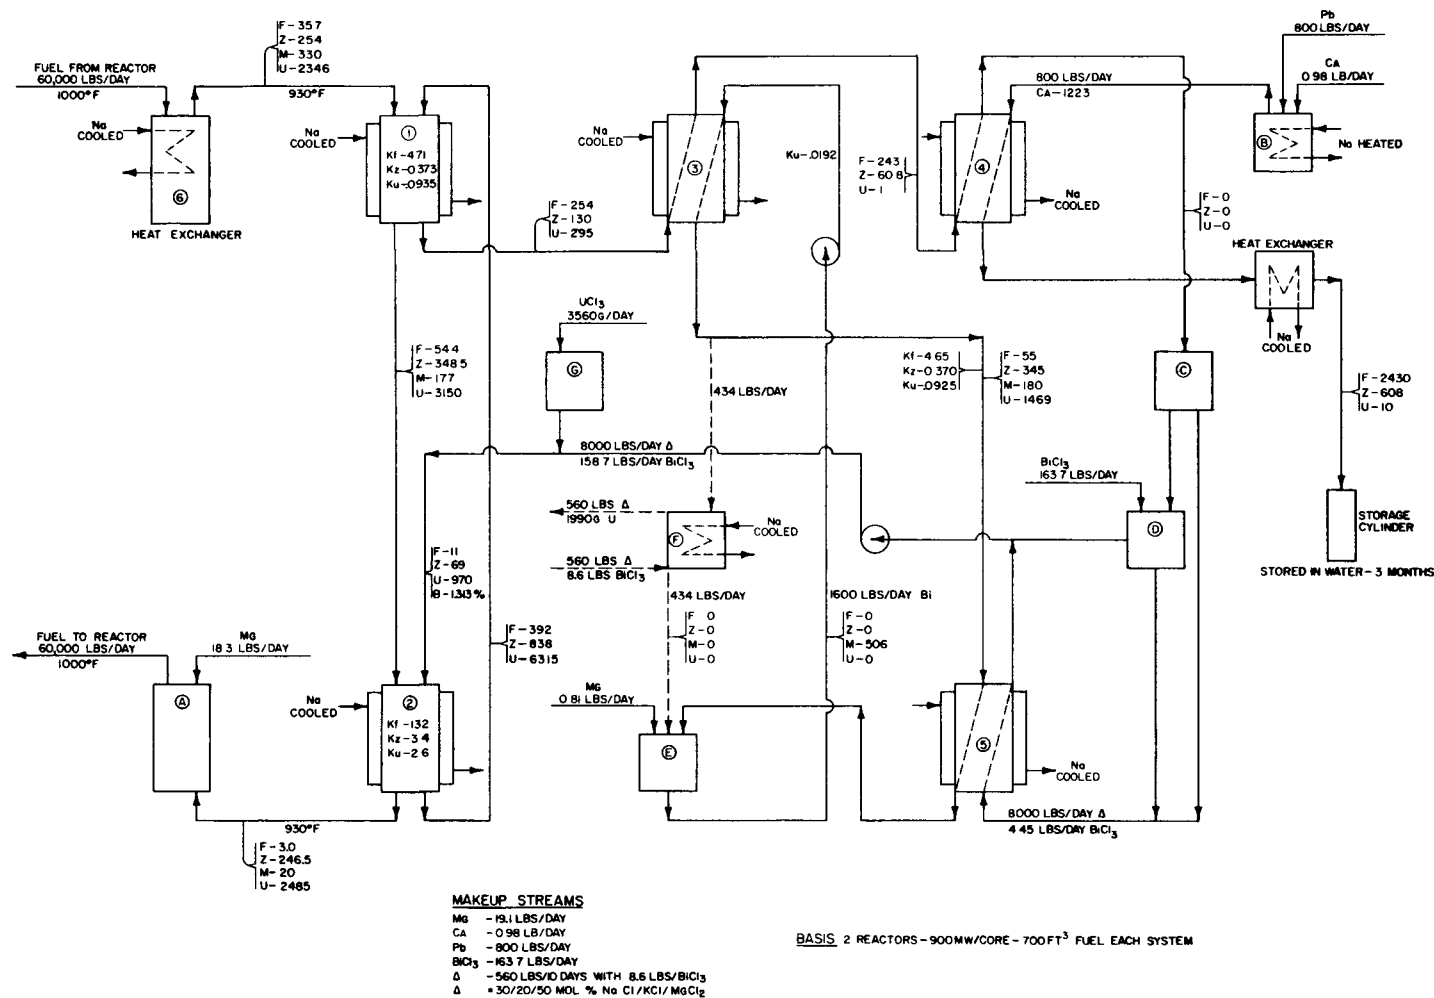 FUEL FROM REACTOR
60,000 LBS/DAY
1000°F
F-357
Z-254
M-330
U-2346
930°F
Na
COOLED
6
HEAT EXCHANGER
Na
COOLED
1
Kf-471
Kz-0.373
Ku-.0935
F-254
Z-130
U-295
Na
COOLED
3
Ku-.0192
F-243
Z-60.8
U-1
4
Na
COOLED
800 LBS/DAY
CA-1223
Pb
800 LBS/DAY
CA
0.98 LB/DAY
B
Na HEATED
F-0
Z-0
U-0
HEAT EXCHANGER
Na
COOLED
UCl3
3560G/DAY
G
F-544
Z-348.5
M-177
U-3150
434 LBS/DAY
Kf-4.65
Kz-0.370
Ku-.0925
F-55
Z-345
M-180
U-1469
C
F-2430
Z-608
U-10
8000 LBS/DAY Δ
158.7 LBS/DAY BiCl3
BiCl3
163.7 LBS/DAY
D
STORAGE
CYLINDER
STORED IN WATER-3 MONTHS
560 LBS Δ
1990G U
F
Na
COOLED
560 LBS Δ
8.6 LBS BiCl3
F-11
Z-69
U-970
B-1.313%
434 LBS/DAY
F 0
Z-0
M-0
U-0
1600 LBS/DAY Bi
F-0
Z-0
M-506
U-0
F-392
Z-838
U-6315
FUEL TO REACTOR
60,000 LBS/DAY
1000°F
MG
18.3 LBS/DAY
A
Na
COOLED
2
Kf-132
Kz-3.4
Ku-2.6
MG
0.81 LBS/DAY
E
5
Na
COOLED
8000 LBS/DAY Δ
4.45 LBS/DAY BiCl3
930°F
F-3.0
Z-246.5
M-20
U-2485
MAKEUP STREAMS
MG -19.1 LBS/DAY
CA -0.98 LB/DAY
Pb -800 LBS/DAY
BiCl3 -163.7 LBS/DAY
Δ -560 LBS/10 DAYS WITH 8.6 LBS/BiCl3
Δ =30/20/50 MOL % Na Cl/KCl/MGCl2
BASIS 2 REACTORS-900MW/CORE-700FT3 FUEL EACH SYSTEM